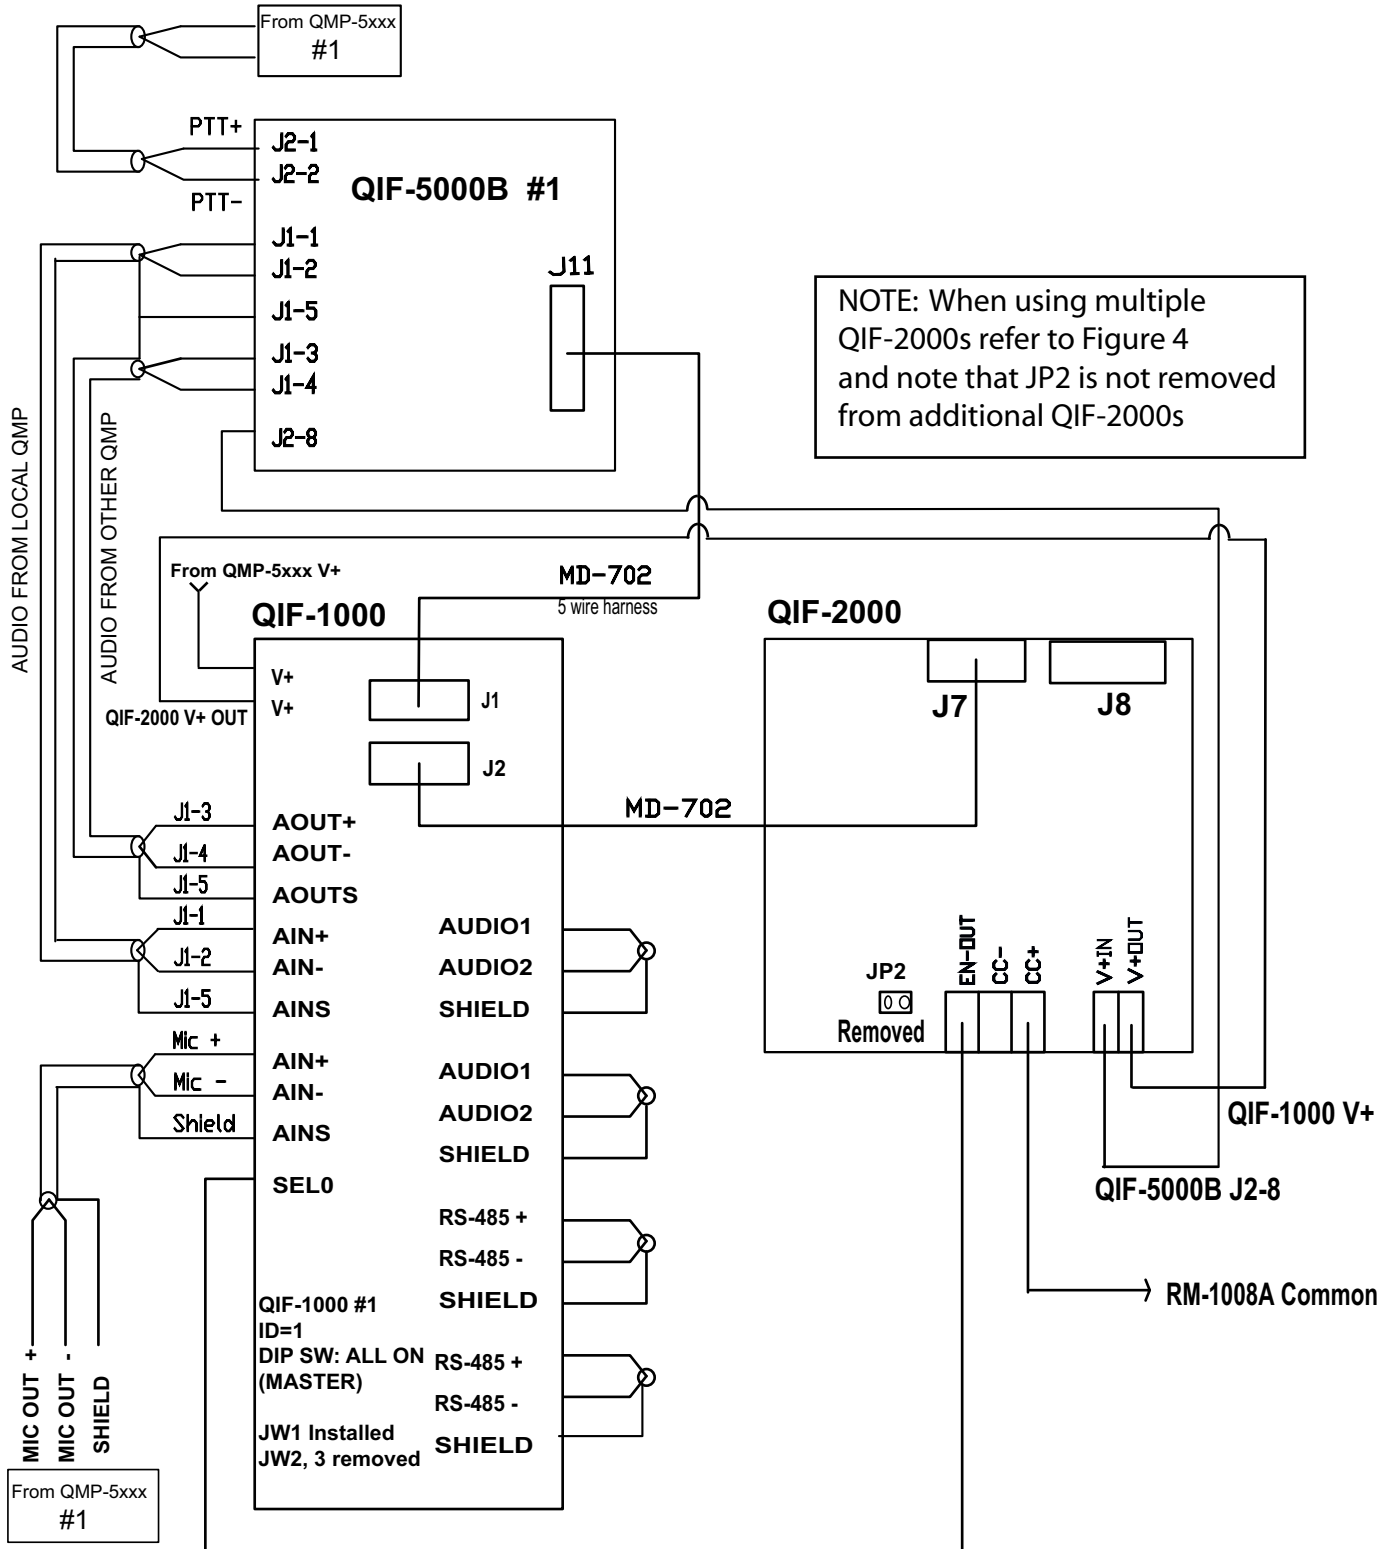 From QMP-5xxx
#1
PTT+
PTT-
J2-1
J2-2
QIF-5000B #1
J1-1
J1-2
J1-5
J1-3
J1-4
J2-8
J11
NOTE: When using multiple
QIF-2000s refer to Figure 4
and note that JP2 is not removed
from additional QIF-2000s
AUDIO FROM LOCAL QMP
AUDIO FROM OTHER QMP
From QMP-5xxx V+
MD-702
5 wire harness
QIF-1000
QIF-2000
V+
V+
QIF-2000 V+ OUT
J1
J2
J7
J8
MD-702
J1-3
J1-4
J1-5
J1-1
J1-2
J1-5
Mic +
Mic -
Shield
AOUT+
AOUT-
AOUTS
AIN+
AIN-
AINS
AIN+
AIN-
AINS
SEL0
AUDIO1
AUDIO2
SHIELD
AUDIO1
AUDIO2
SHIELD
RS-485 +
RS-485 -
SHIELD
RS-485 +
RS-485 -
SHIELD
QIF-1000 #1
ID=1
DIP SW: ALL ON
(MASTER)
JW1 Installed
JW2, 3 removed
JP2
Removed
EN-OUT
CC-
CC+
V+IN
V+OUT
QIF-1000 V+
QIF-5000B J2-8
RM-1008A Common
MIC OUT +
MIC OUT -
SHIELD
From QMP-5xxx
#1